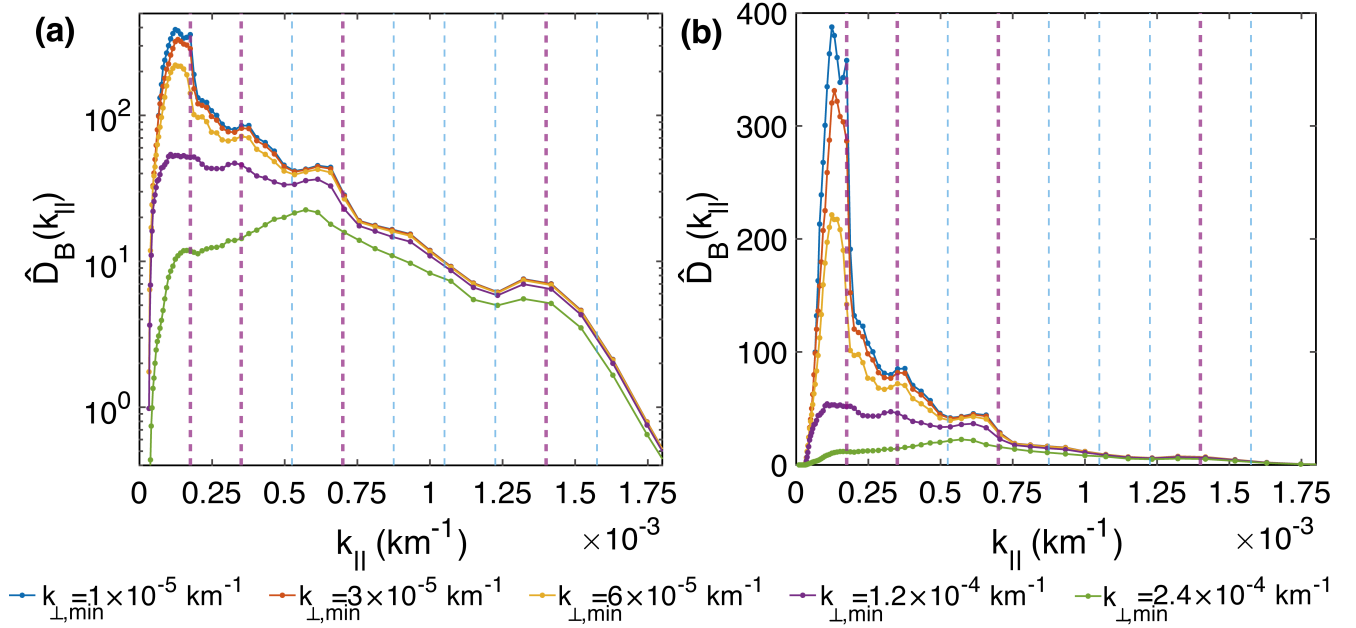 (a)
10^2
10^1
10^0
D̂_B(k_||)
0 0.25 0.5 0.75 1 1.25 1.5 1.75
k_|| (km^-1) ×10^-3
(b)
400
300
200
100
0
D̂_B(k_||)
0 0.25 0.5 0.75 1 1.25 1.5 1.75
k_|| (km^-1) ×10^-3
k_⊥,min=1×10^-5 km^-1 k_⊥,min=3×10^-5 km^-1 k_⊥,min=6×10^-5 km^-1 k_⊥,min=1.2×10^-4 km^-1 k_⊥,min=2.4×10^-4 km^-1